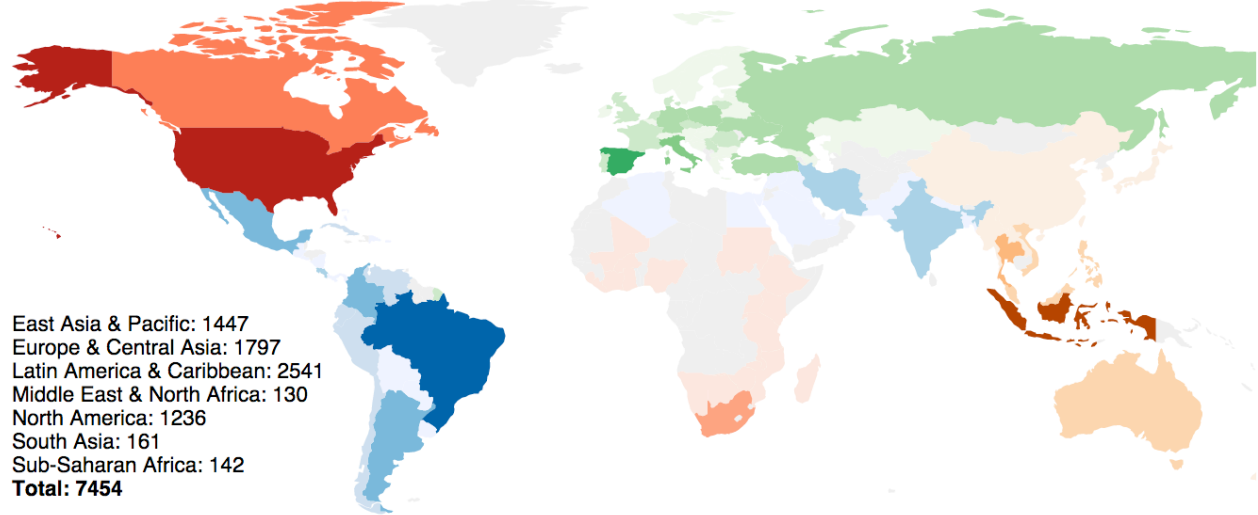 East Asia & Pacific: 1447
Europe & Central Asia: 1797
Latin America & Caribbean: 2541
Middle East & North Africa: 130
North America: 1236
South Asia: 161
Sub-Saharan Africa: 142
Total: 7454